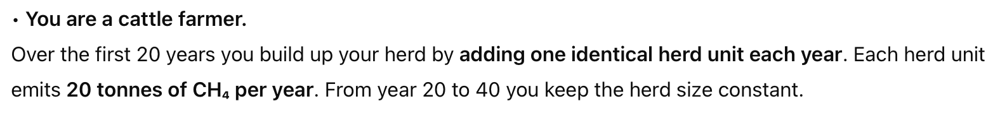 • You are a cattle farmer.
Over the first 20 years you build up your herd by adding one identical herd unit each year. Each herd unit
emits 20 tonnes of CH₄ per year. From year 20 to 40 you keep the herd size constant.